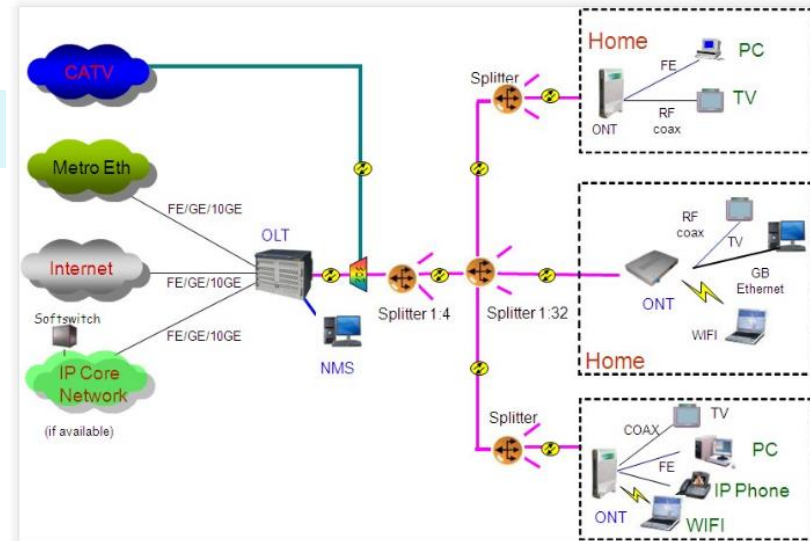 CATV
Metro Eth
FE/GE/10GE
Internet
FE/GE/10GE
Softswitch
FE/GE/10GE
IP Core
Network
(if available)
OLT
NMS
Splitter 1:4
Splitter 1:32
Splitter
Splitter
Home
PC
FE
TV
RF
coax
ONT
RF
coax
TV
GB
Ethernet
ONT
WIFI
Home
COAX
TV
PC
FE
IP Phone
ONT
WIFI